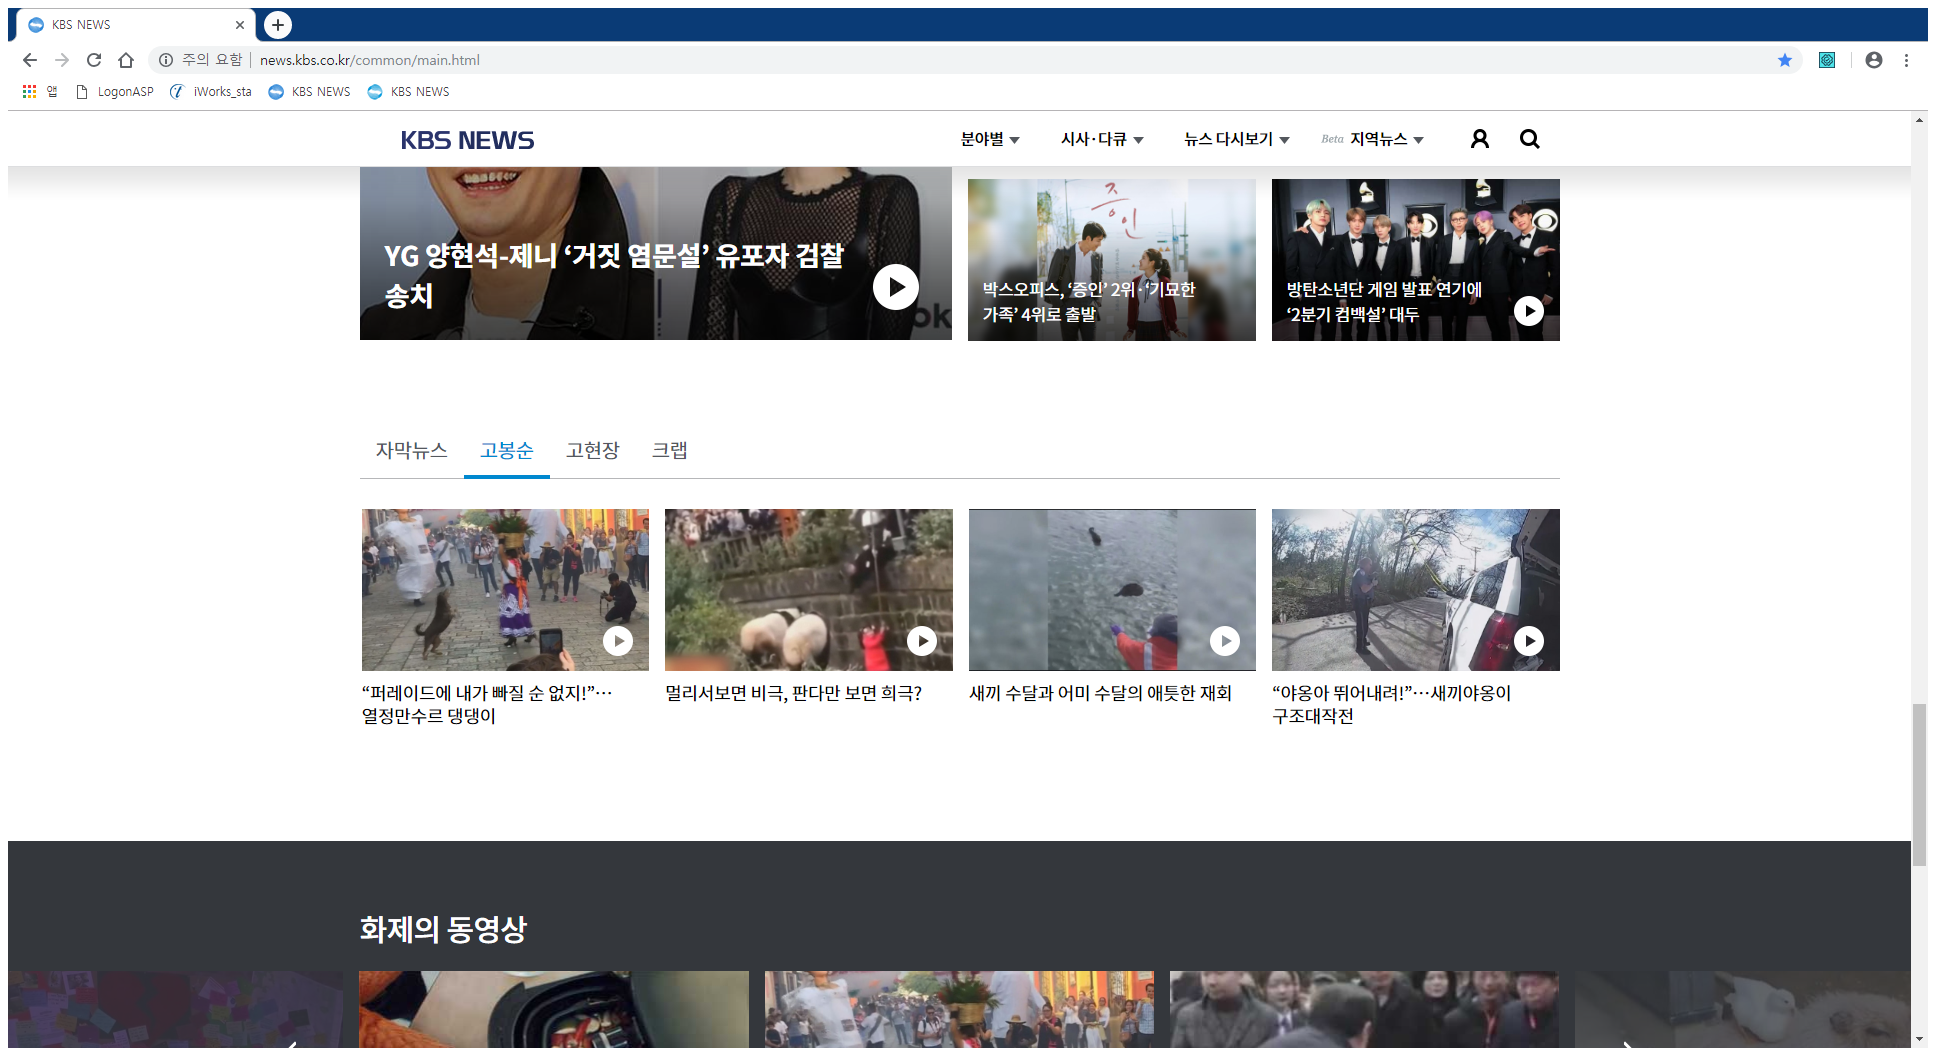 KBS NEWS
주의 요함 news.kbs.co.kr/common/main.html
앱 LogonASP iWorks_sta KBS NEWS KBS NEWS
KBS NEWS 분야별 시사·다큐 뉴스 다시보기 Beta 지역뉴스
YG 양현석-제니 ‘거짓 염문설’ 유포자 검찰
송치
ok
증인
박스오피스, ‘증인’ 2위·‘기묘한
가족’ 4위로 출발
방탄소년단 게임 발표 연기에
‘2분기 컴백설’ 대두
자막뉴스 고봉순 고현장 크랩
“퍼레이드에 내가 빠질 순 없지!”…
열정만수르 댕댕이
멀리서보면 비극, 판다만 보면 희극?
새끼 수달과 어미 수달의 애틋한 재회
“야옹아 뛰어내려!”…새끼야옹이
구조대작전
화제의 동영상